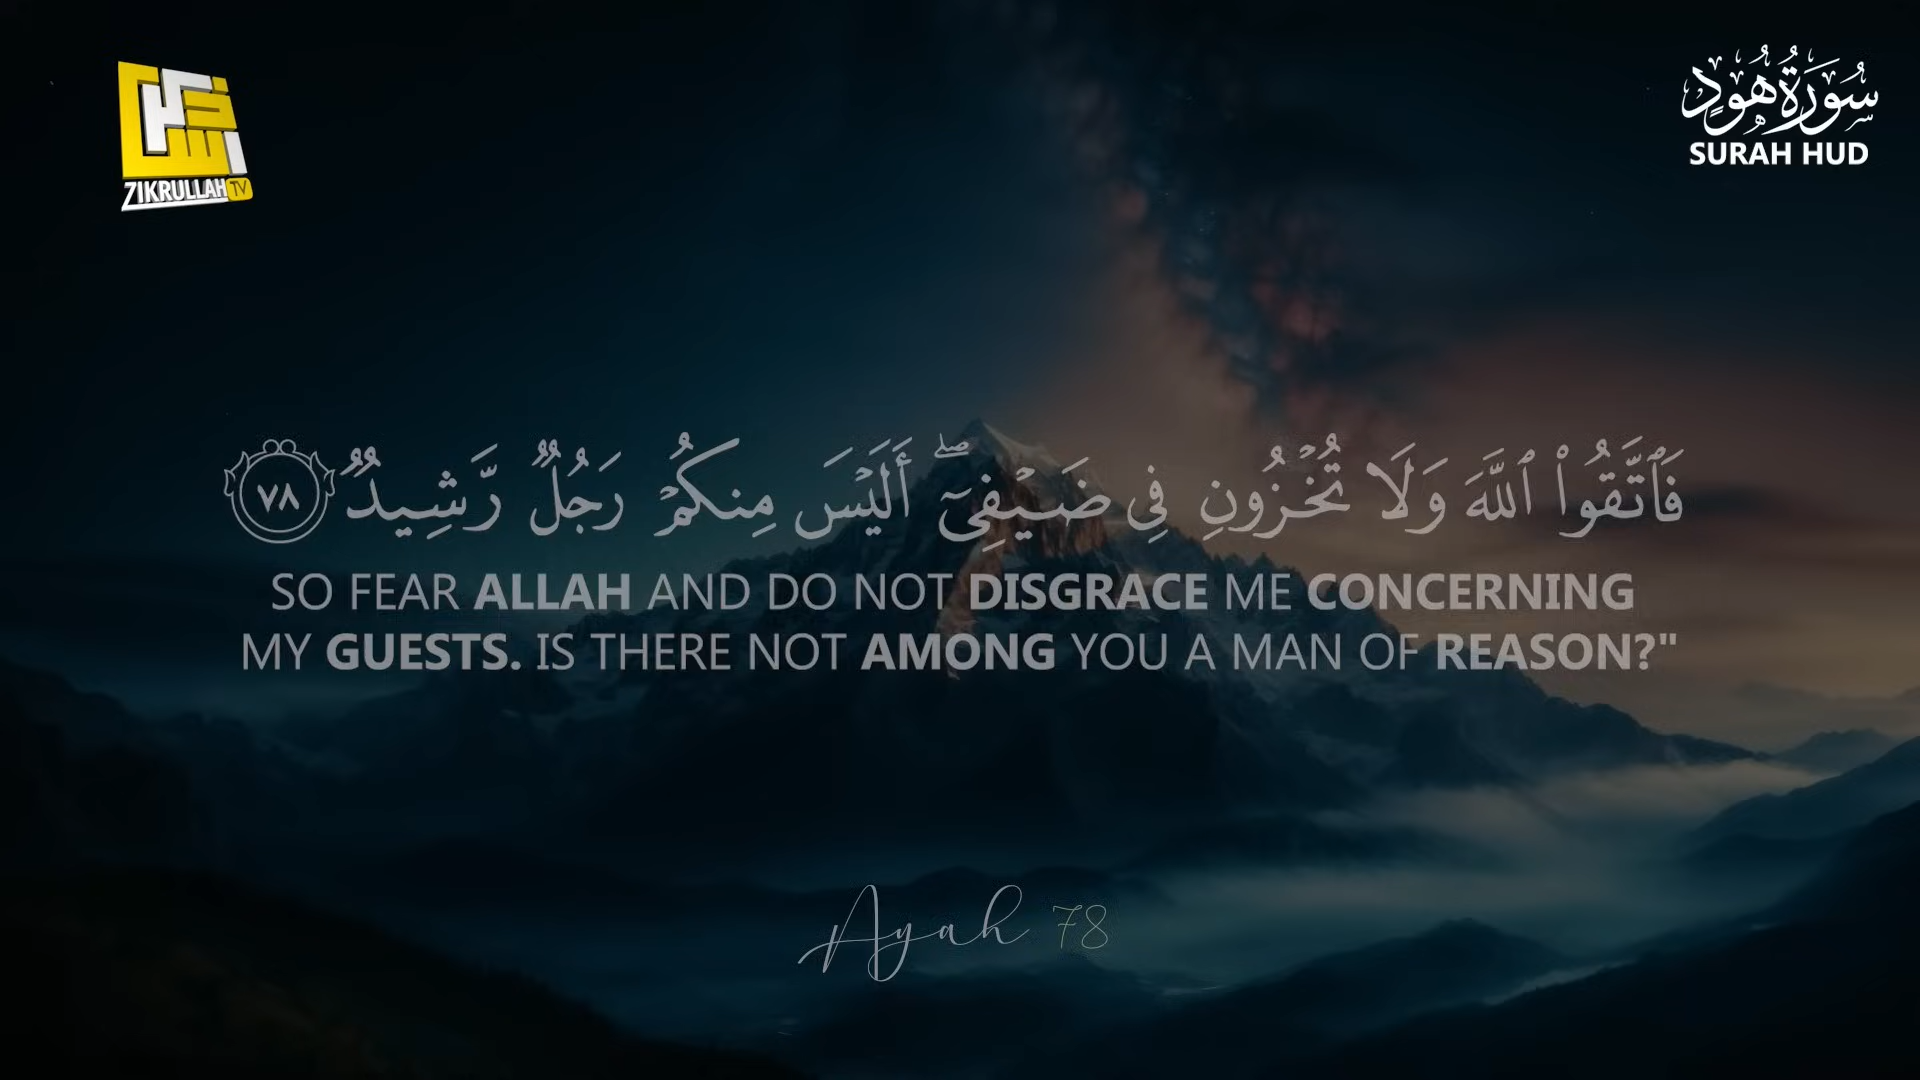 ZIKRULLAH TV
سُورَةُ هُودٍ
SURAH HUD
فَٱتَّقُوا۟ ٱللَّهَ وَلَا تُخْزُونِ فِى ضَيْفِىٓ ۖ أَلَيْسَ مِنكُمْ رَجُلٌ رَّشِيدٌ ٧٨
SO FEAR ALLAH AND DO NOT DISGRACE ME CONCERNING
MY GUESTS. IS THERE NOT AMONG YOU A MAN OF REASON?"
Ayah 78